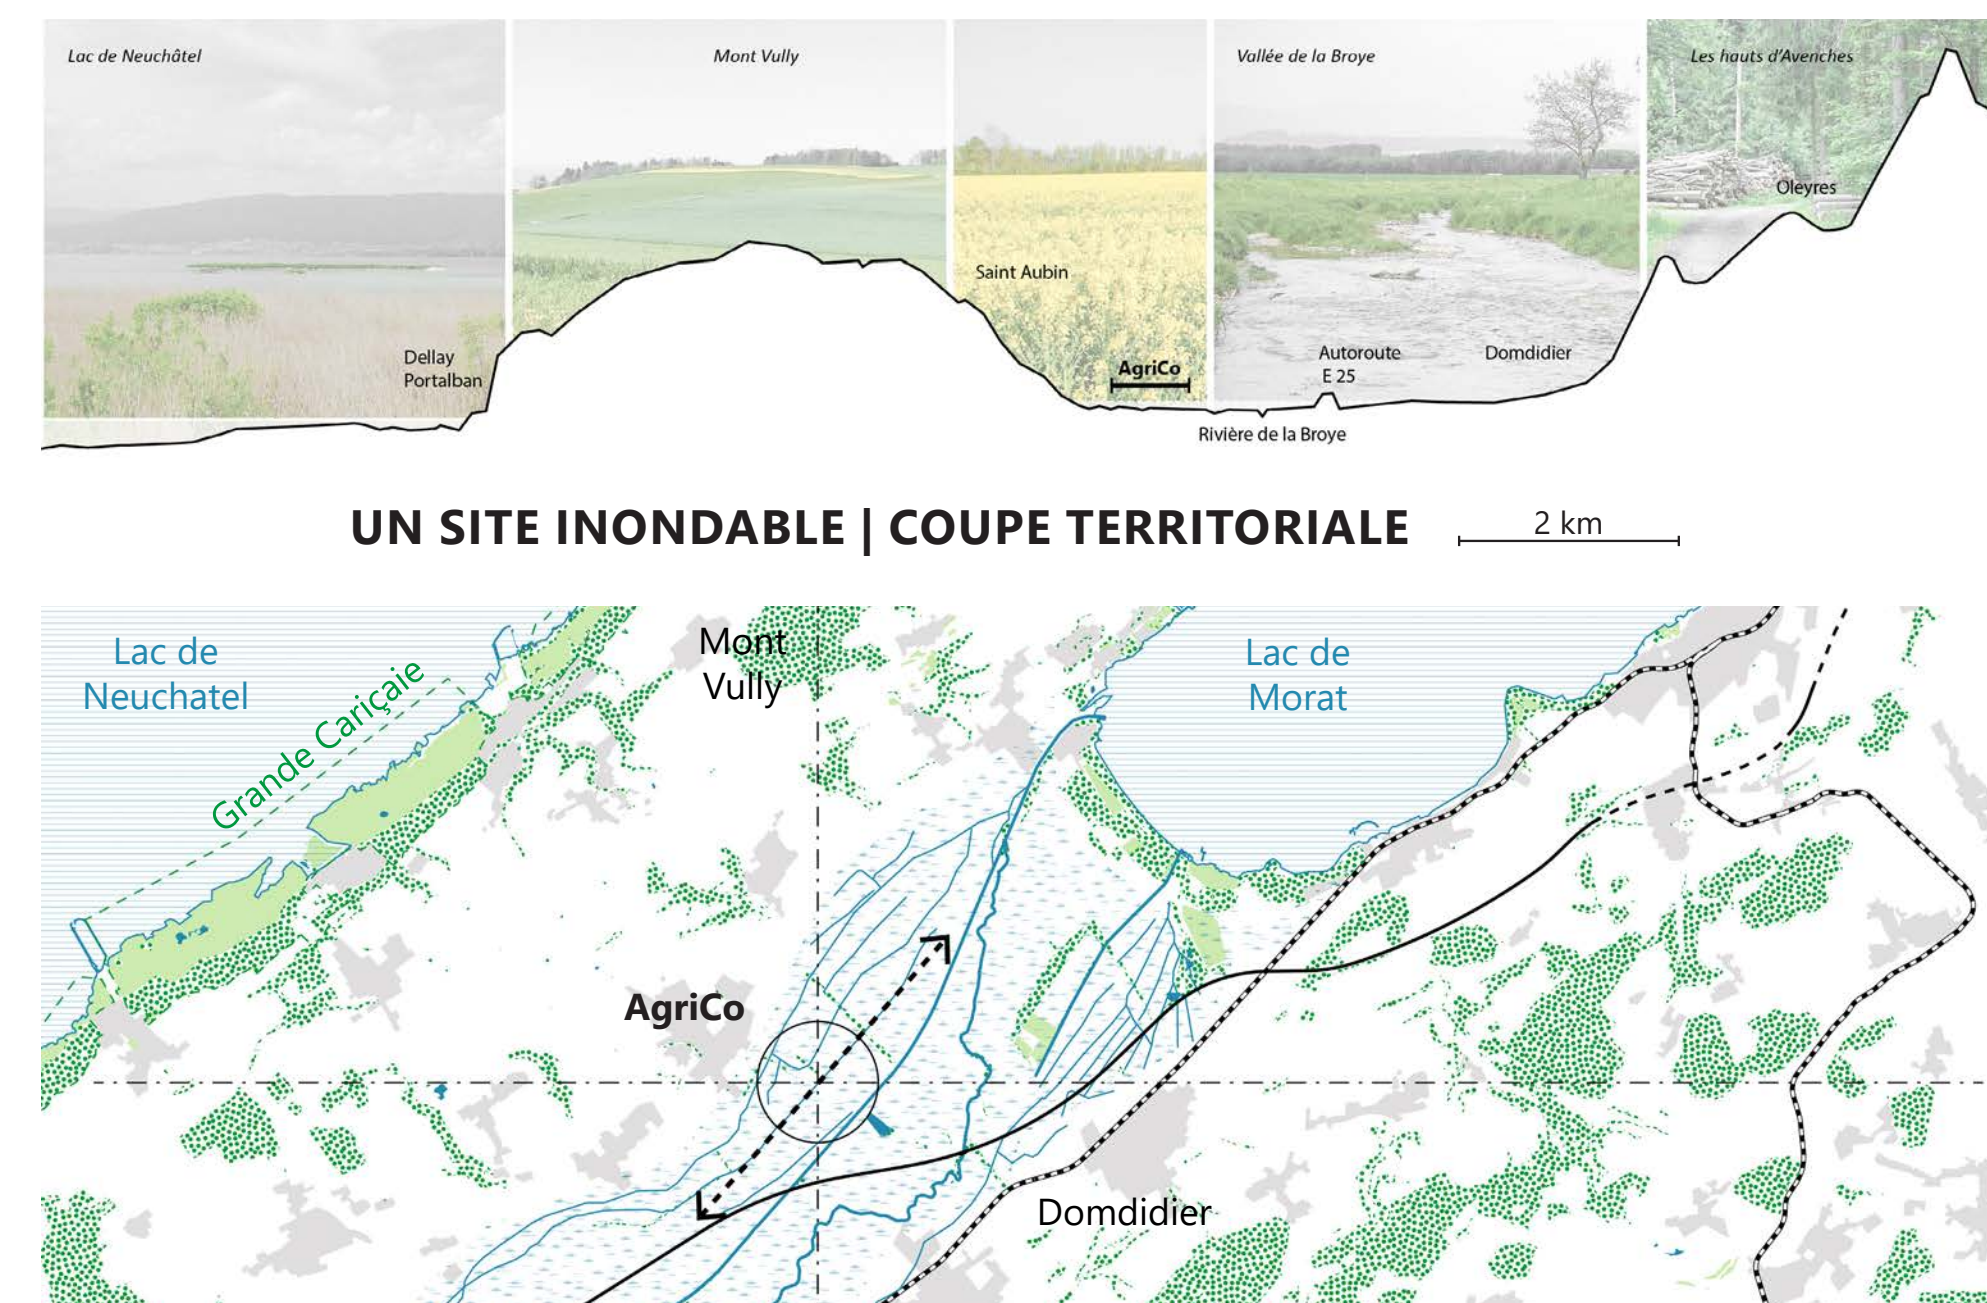 Lac de Neuchâtel
Mont Vully
Vallée de la Broye
Les hauts d'Avenches
Oleyres
Saint Aubin
Dellay
Portalban
AgriCo
Autoroute
E 25
Domdidier
Rivière de la Broye
UN SITE INONDABLE | COUPE TERRITORIALE
2 km
Lac de
Neuchatel
Grande Cariçaie
Mont
Vully
Lac de
Morat
AgriCo
Domdidier